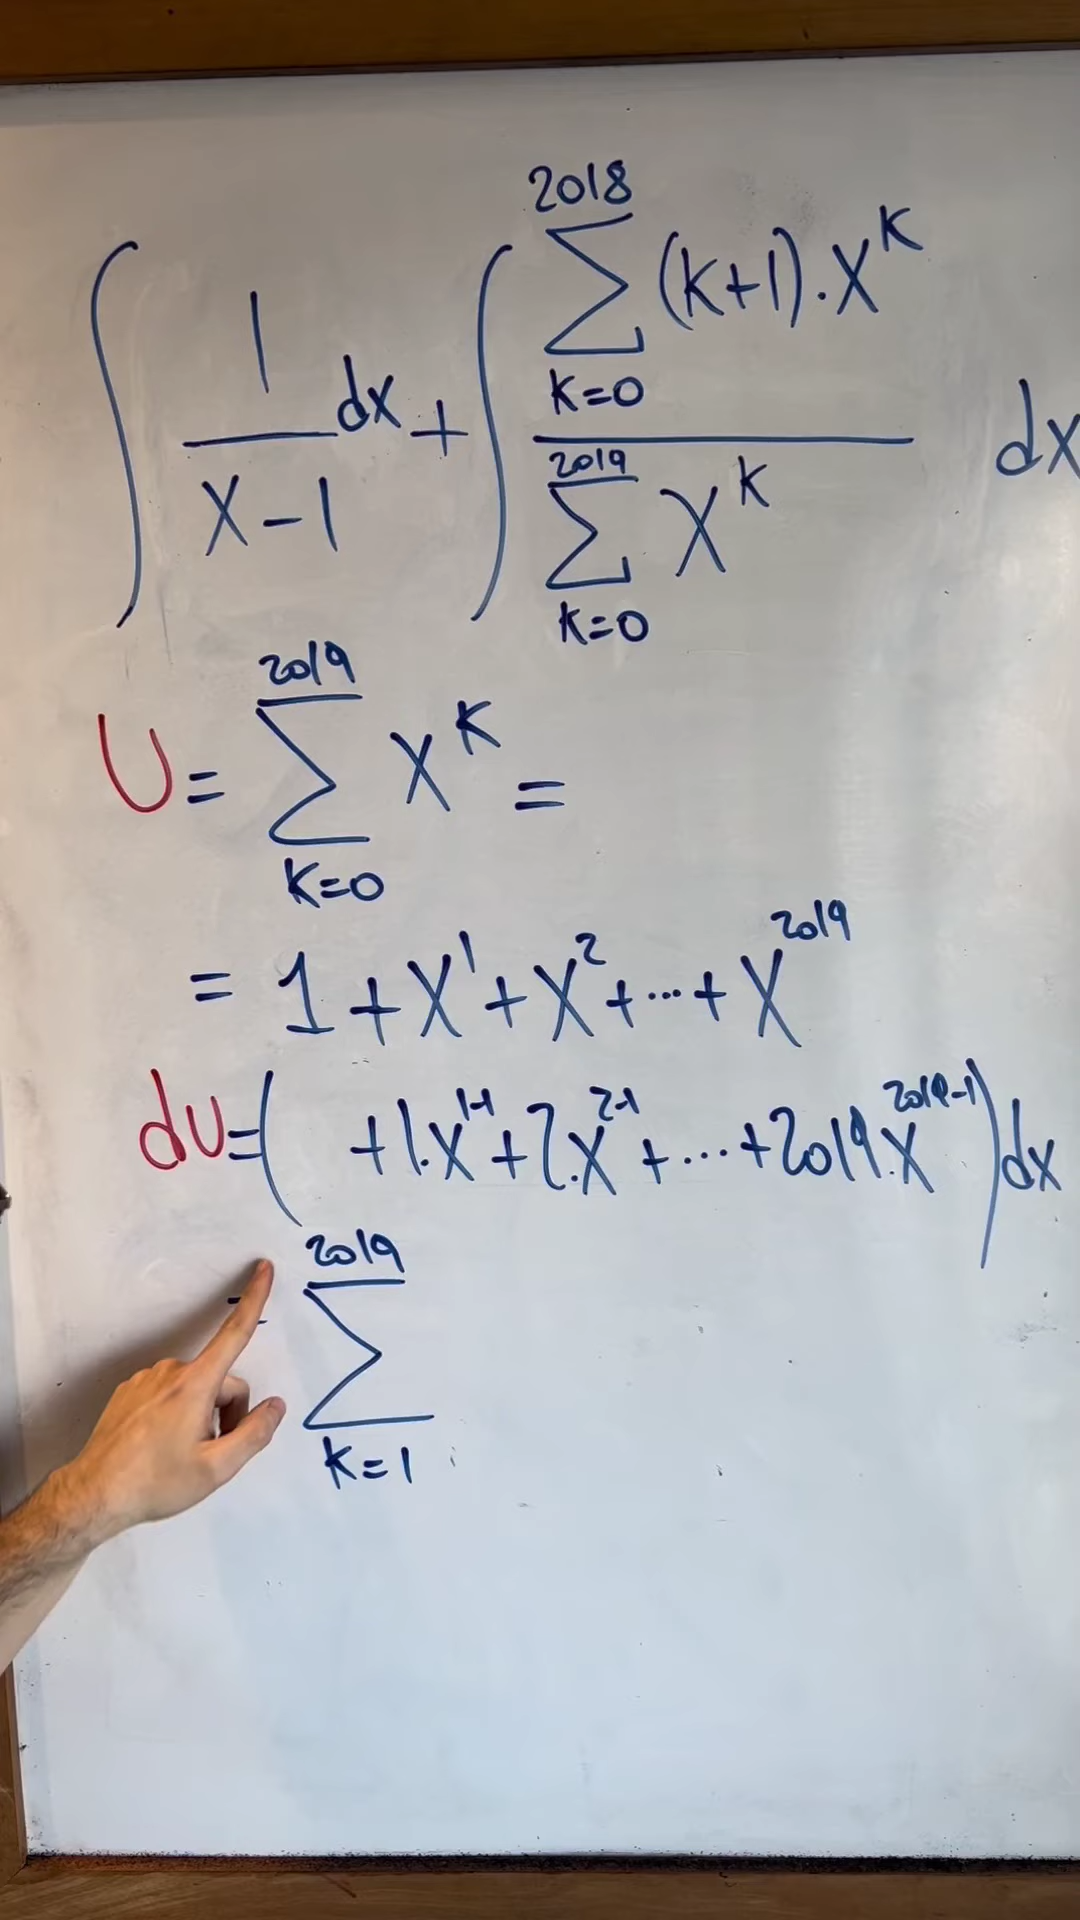 ∫ 1/(x-1) dx + ∫ (∑_{k=0}^{2018} (k+1).x^k) / (∑_{k=0}^{2019} x^k) dx
U = ∑_{k=0}^{2019} x^k =
= 1 + x^1 + x^2 + ... + x^2019
du = ( + 1.x^{1-1} + 2.x^{2-1} + ... + 2019.x^{2019-1} ) dx
= ∑_{k=1}^{2019}